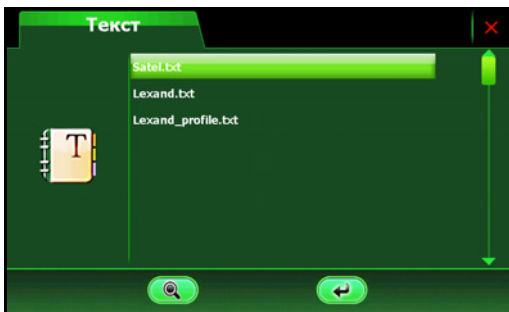 Текст
Satel.txt
Lexand.txt
Lexand_profile.txt
T